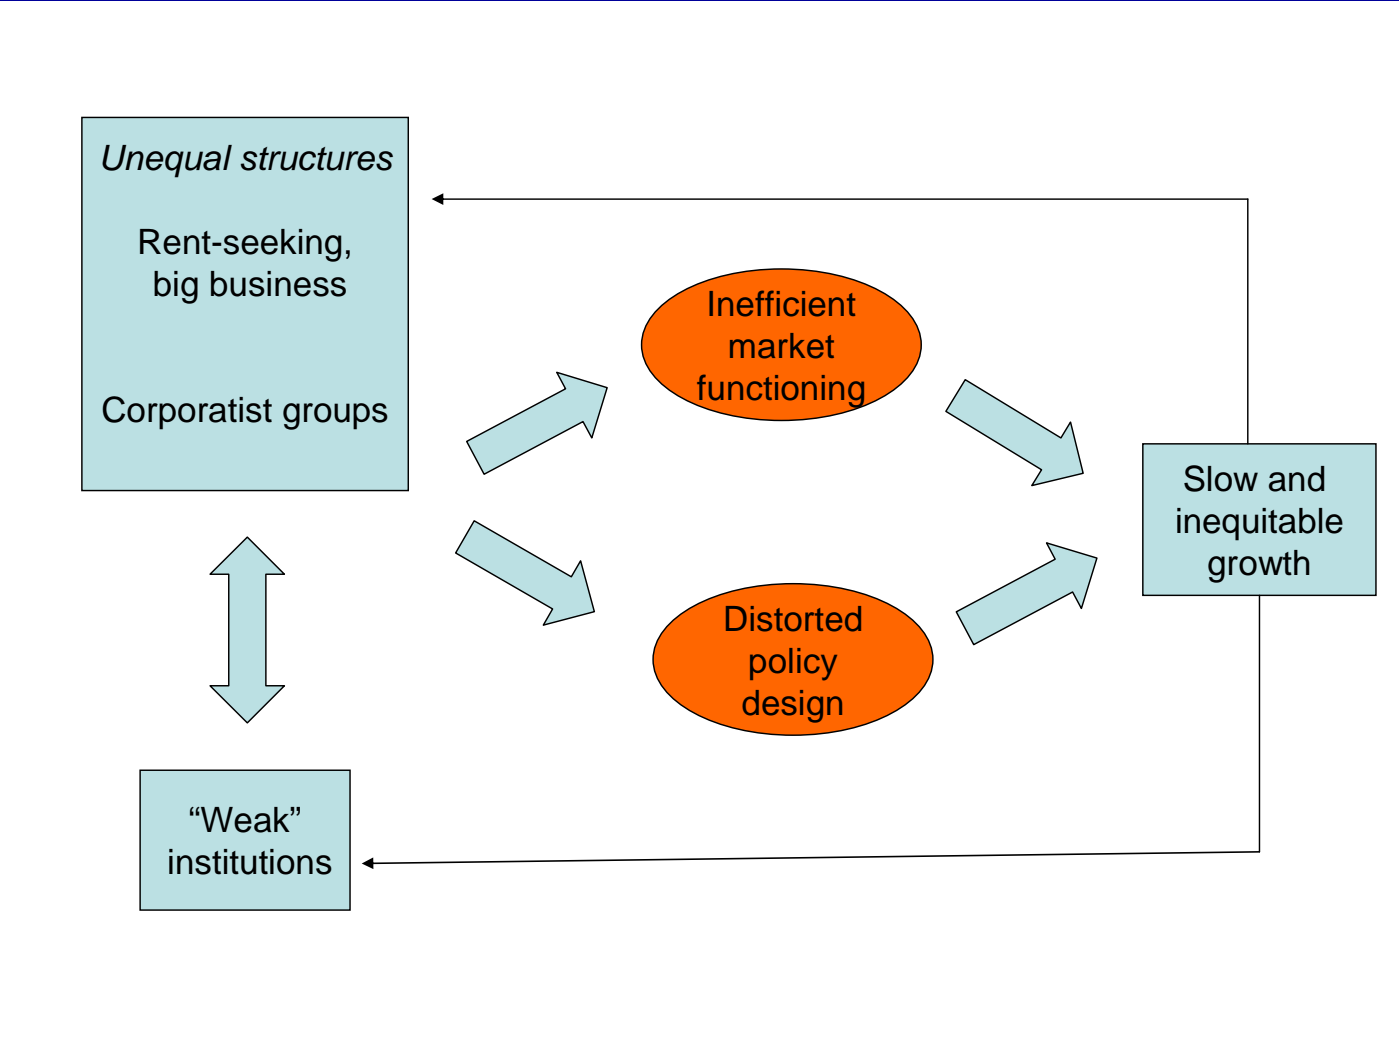 Unequal structures
Rent-seeking,
big business
Corporatist groups
Inefficient
market
functioning
Slow and
inequitable
growth
Distorted
policy
design
“Weak”
institutions